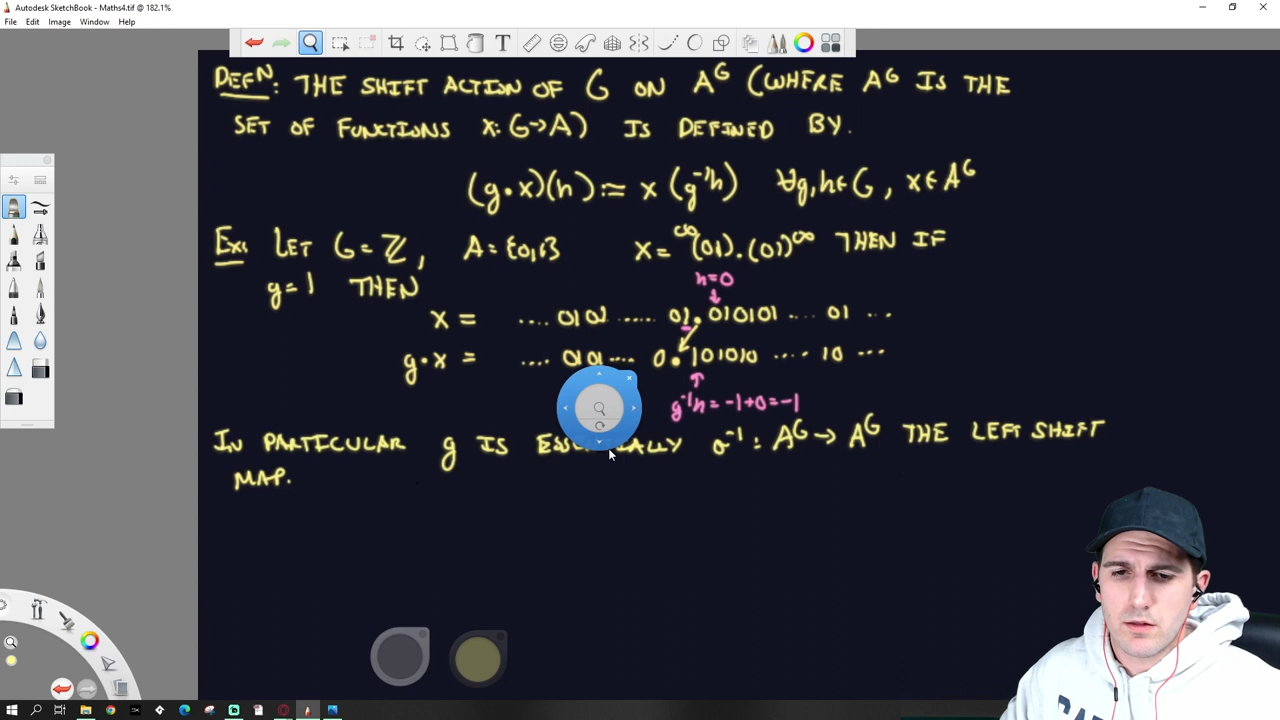 Autodesk SketchBook - Maths4.tif @ 182.1%
File Edit Image Window Help
DEFN: THE SHIFT ACTION OF G ON A^G (WHERE A^G IS THE
SET OF FUNCTIONS x: G→A) IS DEFINED BY.
(g·x)(h) := x(g⁻¹h) ∀g,h∈G, x∈A^G
EX: LET G=ℤ, A={0,1} x = ^∞(01).(01)^∞ THEN IF
g=1 THEN
h=0
x = .... 0101 ...... 01.010101 .... 01 ...
g·x = .... 0101.... 0.101010 .... 10 ...
g⁻¹h = -1+0=-1
IN PARTICULAR g IS ESSENTIALLY σ⁻¹: A^G → A^G THE LEFT SHIFT
MAP.